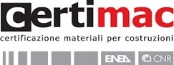 certimac
certificazione materiali per costruzioni
ENEA CNR